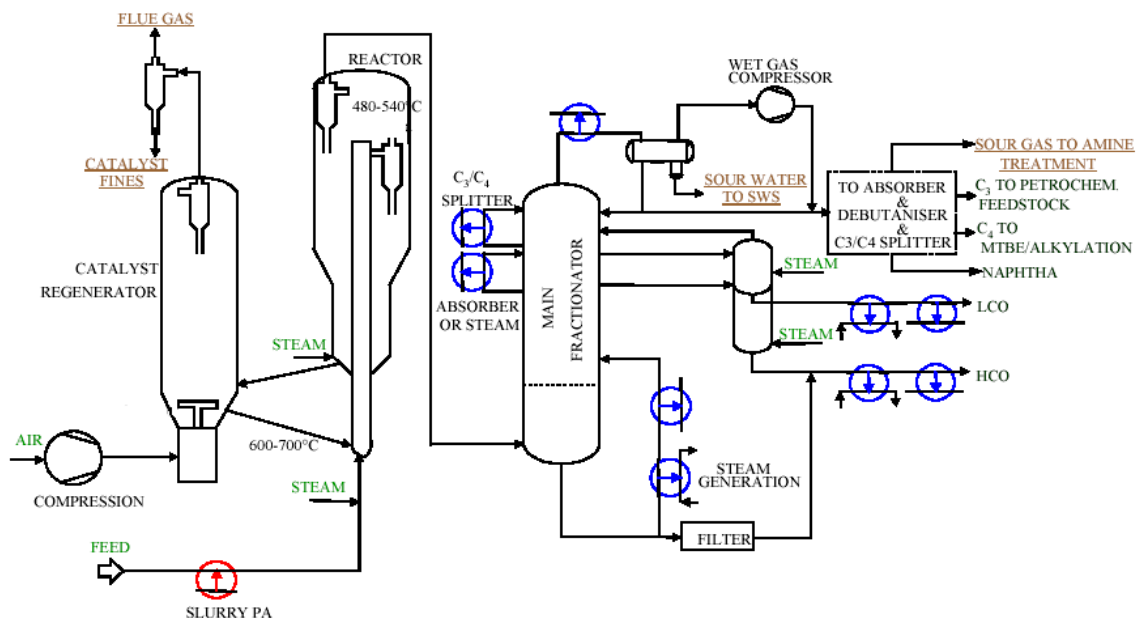 FLUE GAS
REACTOR
480-540°C
WET GAS
COMPRESSOR
CATALYST
FINES
C3/C4
SPLITTER
SOUR WATER
TO SWS
SOUR GAS TO AMINE
TREATMENT
TO ABSORBER
&
DEBUTANISER
&
C3/C4 SPLITTER
C3 TO PETROCHEM.
FEEDSTOCK
C4 TO
MTBE/ALKYLATION
NAPHTHA
CATALYST
REGENERATOR
ABSORBER
OR STEAM
MAIN
FRACTIONATOR
STEAM
LCO
STEAM
STEAM
HCO
AIR
COMPRESSION
600-700°C
STEAM
STEAM
GENERATION
FILTER
FEED
SLURRY PA